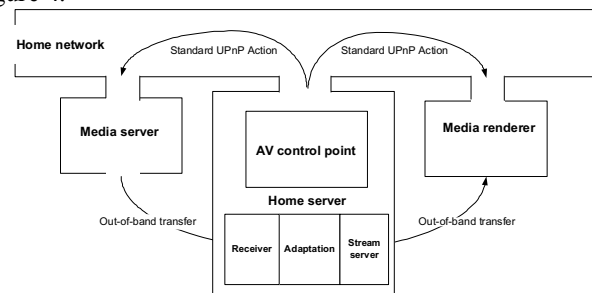 Home network
Standard UPnP Action
Standard UPnP Action
Media server
AV control point
Media renderer
Home server
Out-of-band transfer
Out-of-band transfer
Receiver
Adaptation
Stream
server